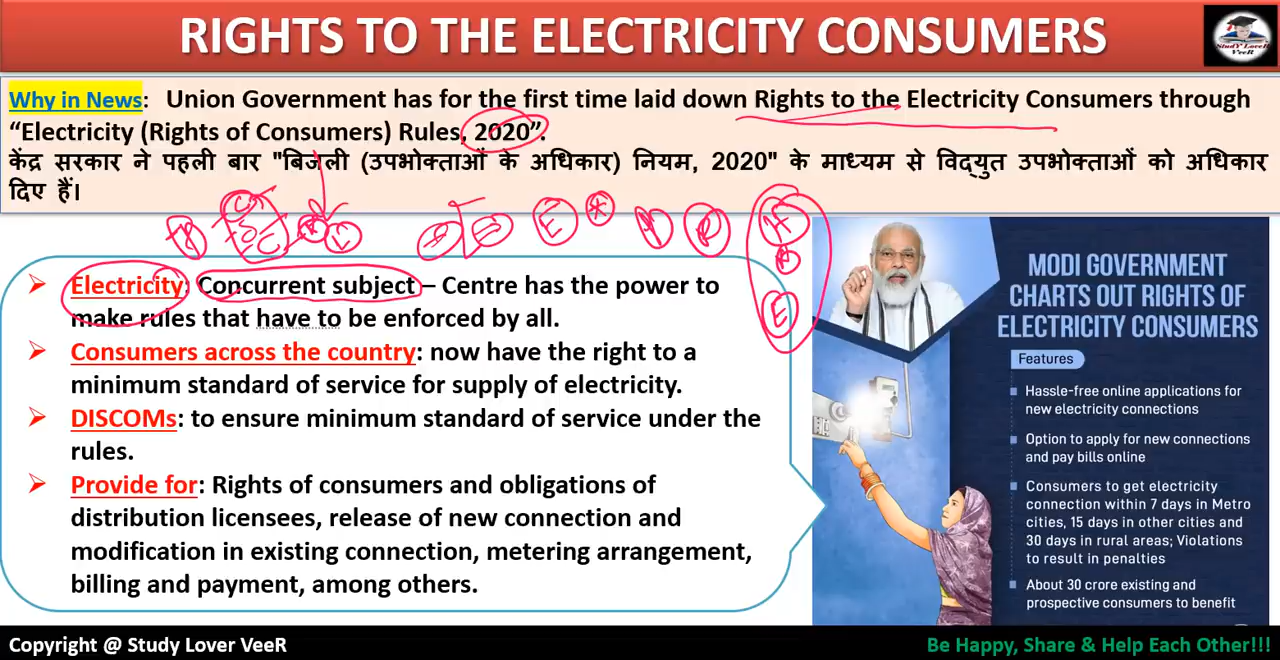 RIGHTS TO THE ELECTRICITY CONSUMERS
StudY LoveR
VeeR
Why in News: Union Government has for the first time laid down Rights to the Electricity Consumers through
“Electricity (Rights of Consumers) Rules, 2020”.
केंद्र सरकार ने पहली बार "बिजली (उपभोक्ताओं के अधिकार) नियम, 2020" के माध्यम से विद्युत उपभोक्ताओं को अधिकार
दिए हैं।
Electricity: Concurrent subject – Centre has the power to
make rules that have to be enforced by all.
Consumers across the country: now have the right to a
minimum standard of service for supply of electricity.
DISCOMs: to ensure minimum standard of service under the
rules.
Provide for: Rights of consumers and obligations of
distribution licensees, release of new connection and
modification in existing connection, metering arrangement,
billing and payment, among others.
MODI GOVERNMENT
CHARTS OUT RIGHTS OF
ELECTRICITY CONSUMERS
Features
Hassle-free online applications for
new electricity connections
Option to apply for new connections
and pay bills online
Consumers to get electricity
connection within 7 days in Metro
cities, 15 days in other cities and
30 days in rural areas; Violations
to result in penalties
About 30 crore existing and
prospective consumers to benefit
Copyright @ Study Lover VeeR
Be Happy, Share & Help Each Other!!!